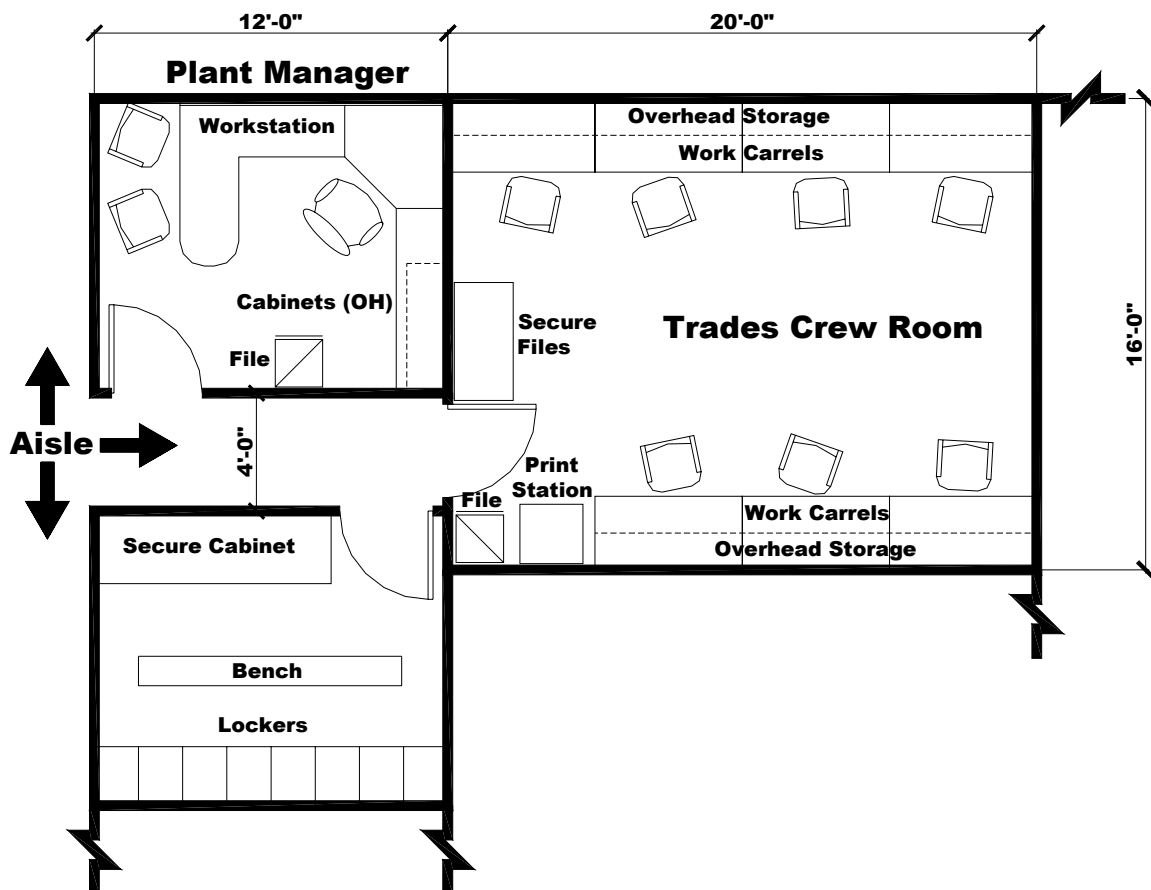 12'-0"
20'-0"
Plant Manager
Workstation
Overhead Storage
Work Carrels
Cabinets (OH)
Secure
Files
Trades Crew Room
16'-0"
File
Aisle
4'-0"
Print
Station
File
Work Carrels
Overhead Storage
Secure Cabinet
Bench
Lockers